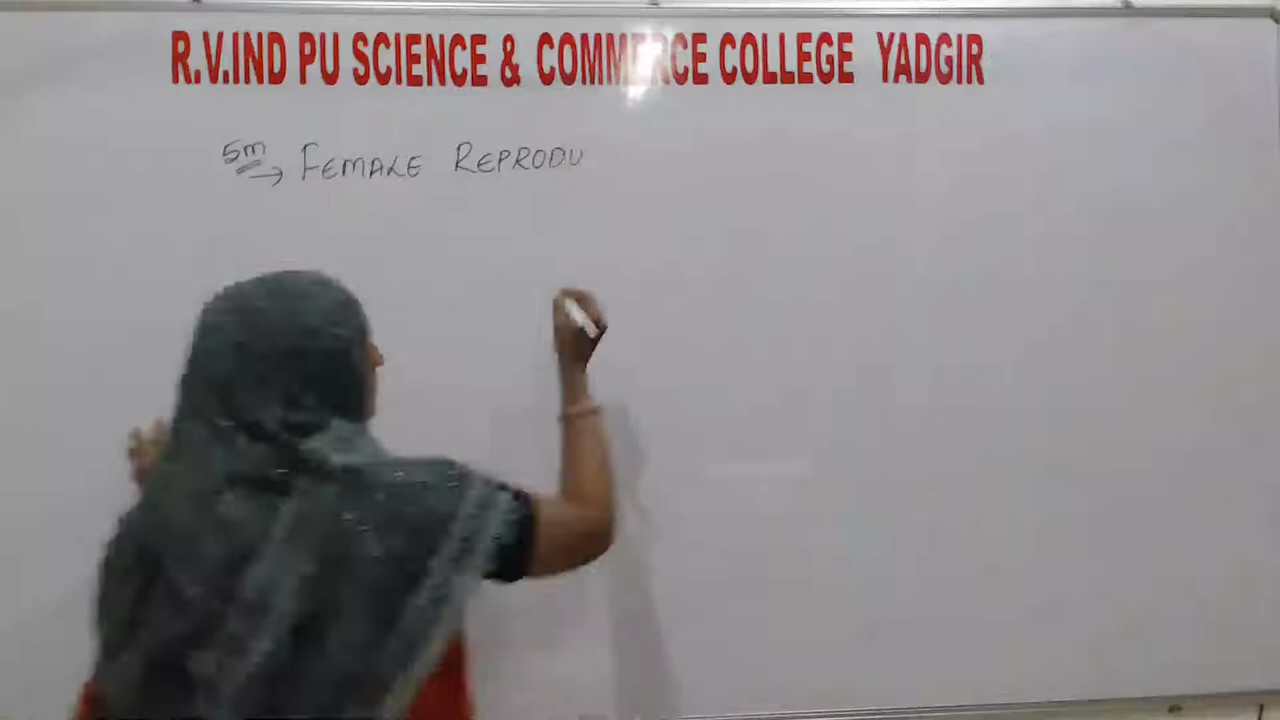 R.V.IND PU SCIENCE & COMMERCE COLLEGE YADGIR
5m → FEMALE REPRODU